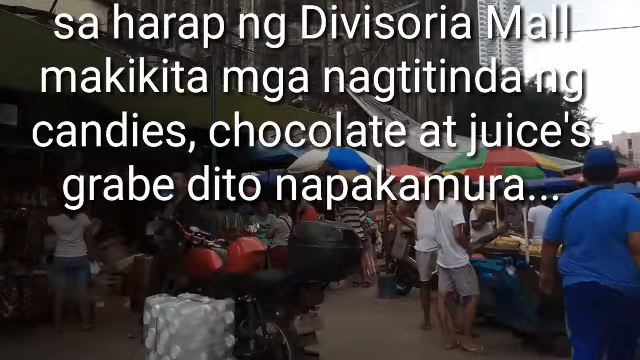 sa harap ng Divisoria Mall
makikita mga nagtitinda ng
candies, chocolate at juice's
grabe dito napakamura...